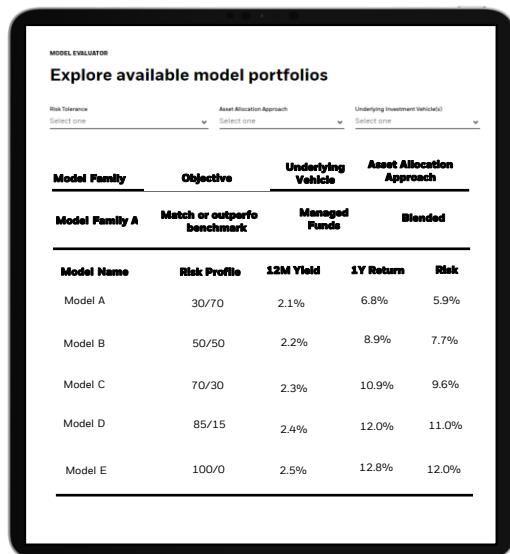 MODEL EVALUATOR
Explore available model portfolios
Risk Tolerance Asset Allocation Approach Underlying Investment Vehicle(s)
Select one Select one Select one
Model Family Objective Underlying Vehicle Asset Allocation Approach
Model Family A Match or outperfo benchmark Managed Funds Blended
Model Name Risk Profile 12M Yield 1Y Return Risk
Model A 30/70 2.1% 6.8% 5.9%
Model B 50/50 2.2% 8.9% 7.7%
Model C 70/30 2.3% 10.9% 9.6%
Model D 85/15 2.4% 12.0% 11.0%
Model E 100/0 2.5% 12.8% 12.0%